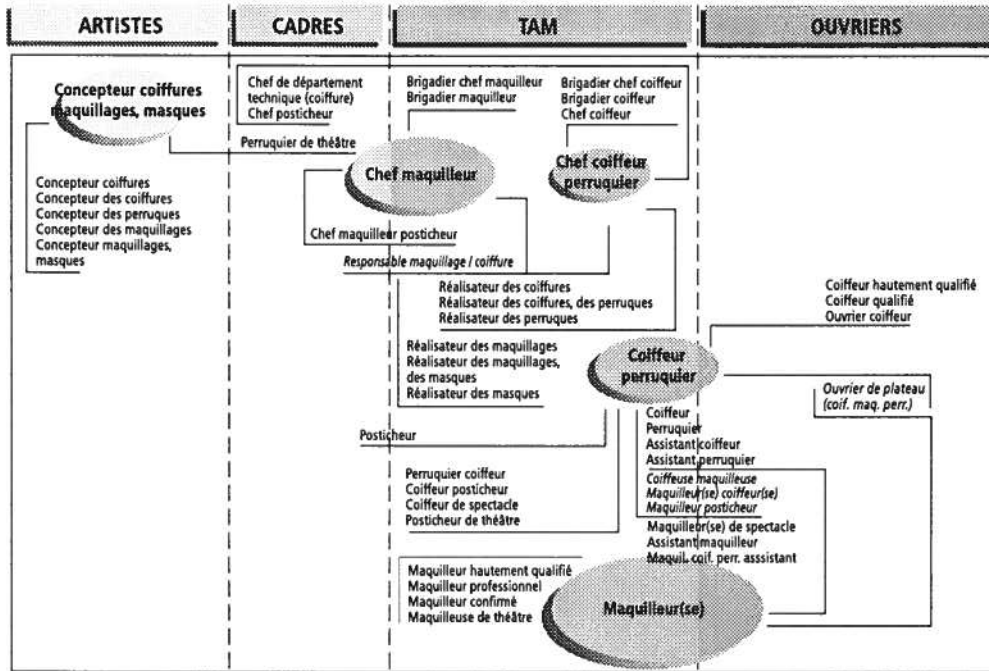 ARTISTES
CADRES
TAM
OUVRIERS
Concepteur coiffures
maquillages, masques
Concepteur coiffures
Concepteur des coiffures
Concepteur des perruques
Concepteur des maquillages
Concepteur maquillages,
masques
Chef de département
technique (coiffure)
Chef posticheur
Perruquier de théâtre
Brigadier chef maquilleur
Brigadier maquilleur
Brigadier chef coiffeur
Brigadier coiffeur
Chef coiffeur
Chef maquilleur
Chef coiffeur
perruquier
Chef maquilleur posticheur
Responsable maquillage / coiffure
Réalisateur des coiffures
Réalisateur des coiffures, des perruques
Réalisateur des perruques
Réalisateur des maquillages
Réalisateur des maquillages,
des masques
Réalisateur des masques
Coiffeur hautement qualifié
Coiffeur qualifié
Ouvrier coiffeur
Coiffeur
perruquier
Ouvrier de plateau
(coif. maq. perr.)
Posticheur
Coiffeur
Perruquier
Assistant coiffeur
Assistant perruquier
Coiffeuse maquilleuse
Maquilleur(se) coiffeur(se)
Maquilleur posticheur
Maquilleur(se) de spectacle
Assistant maquilleur
Maquil. coif. perr. asssistant
Perruquier coiffeur
Coiffeur posticheur
Coiffeur de spectacle
Posticheur de théâtre
Maquilleur hautement qualifié
Maquilleur professionnel
Maquilleur confirmé
Maquilleuse de théâtre
Maquilleur(se)